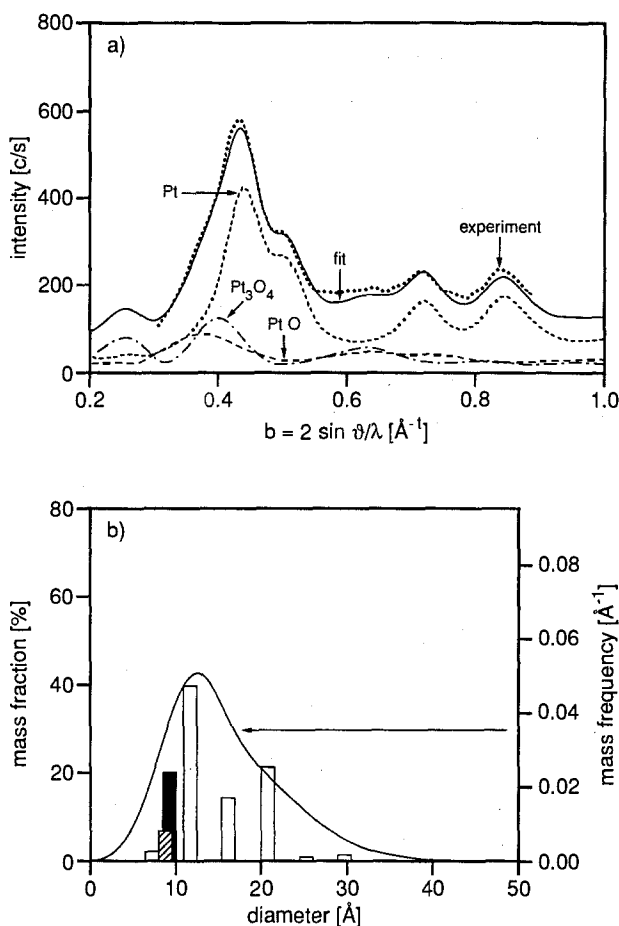 a)
800
600
400
200
0
intensity [c/s]
Pt
Pt3O4
Pt O
fit
experiment
0.2 0.4 0.6 0.8 1.0
b = 2 sin ϑ/λ [Å-1]
b)
80
60
40
20
0
mass fraction [%]
0.08
0.06
0.04
0.02
0.00
mass frequency [Å-1]
0 10 20 30 40 50
diameter [Å]